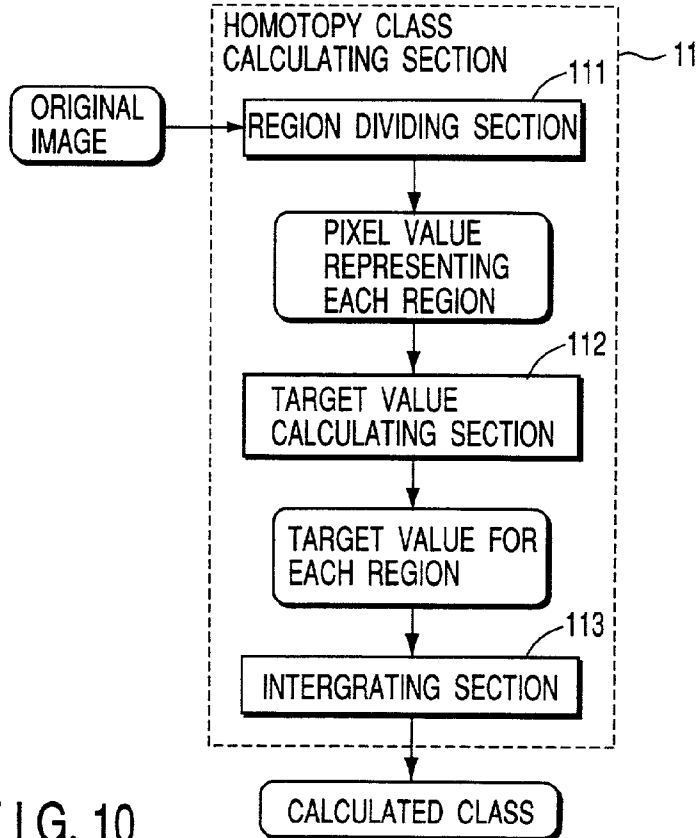 HOMOTOPY CLASS
CALCULATING SECTION
11
ORIGINAL
IMAGE
111
REGION DIVIDING SECTION
PIXEL VALUE
REPRESENTING
EACH REGION
112
TARGET VALUE
CALCULATING SECTION
TARGET VALUE FOR
EACH REGION
113
INTERGRATING SECTION
CALCULATED CLASS
FIG. 10